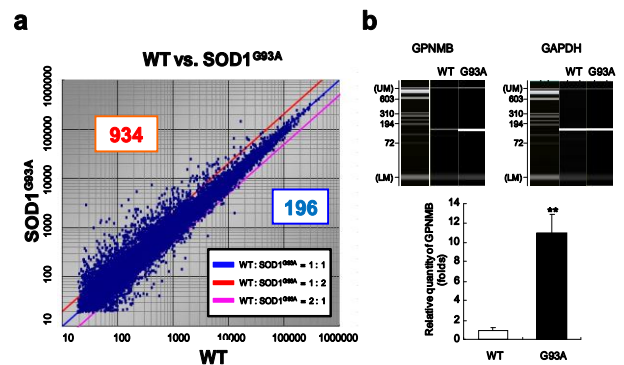 a
WT vs. SOD1G93A
SOD1G93A
1000000
100000
10000
1000
100
10
934
196
WT: SOD1G93A = 1 : 1
WT: SOD1G93A = 1 : 2
WT: SOD1G93A = 2 : 1
10 100 1000 10000 100000 1000000
WT
b
GPNMB GAPDH
WT G93A WT G93A
(UM) (UM)
603 603
310 310
194 194
72 72
(LM) (LM)
Relative quantity of GPNMB
(folds)
14
12
10
8
6
4
2
0
**
WT G93A